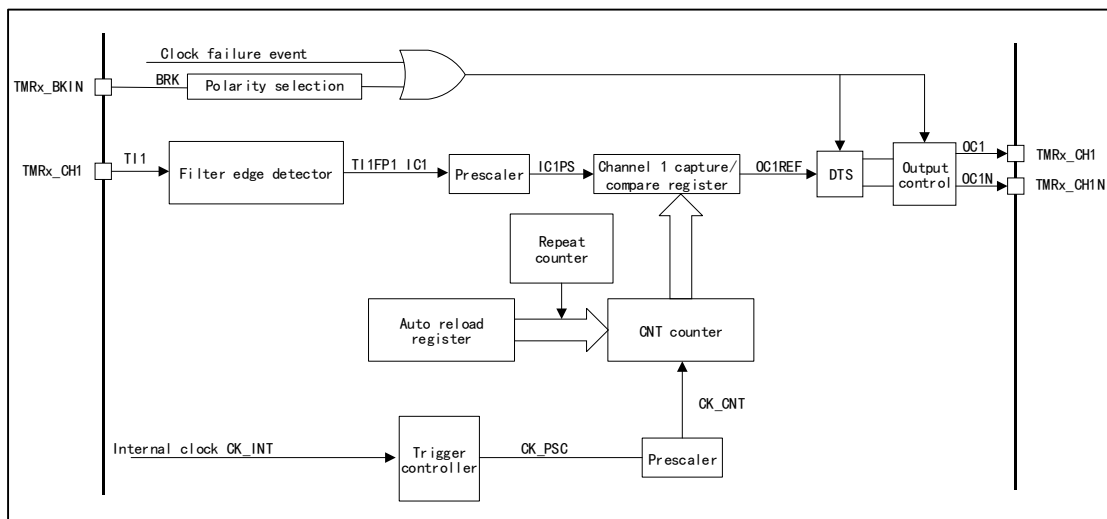 Clock failure event
TMRx_BKIN
BRK
Polarity selection
TMRx_CH1
TI1
Filter edge detector
TI1FP1 IC1
Prescaler
IC1PS
Channel 1 capture/
compare register
OC1REF
DTS
Output
control
OC1
TMRx_CH1
OC1N
TMRx_CH1N
Repeat
counter
Auto reload
register
CNT counter
CK_CNT
Internal clock CK_INT
Trigger
controller
CK_PSC
Prescaler